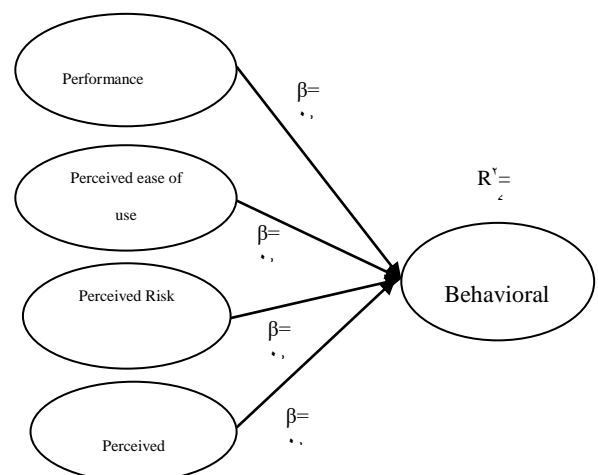 Performance
β=
٠,
Perceived ease of
use
R٢=
β=
٠,
Perceived Risk
Behavioral
β=
٠,
β=
٠,
Perceived